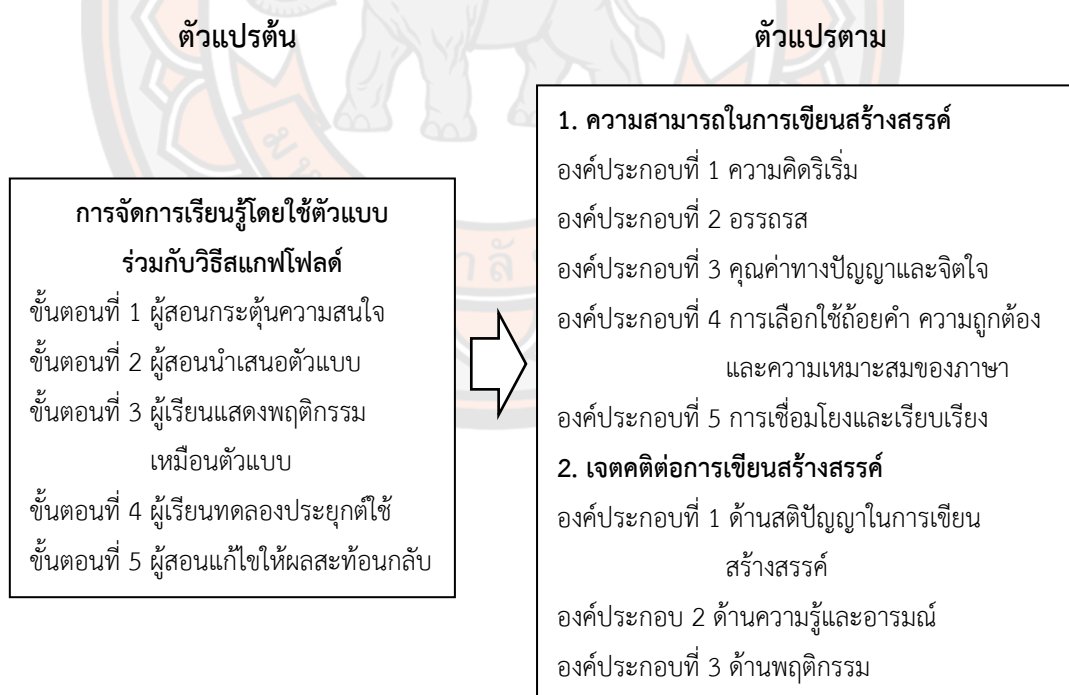 ตัวแปรต้น
ตัวแปรตาม
การจัดการเรียนรู้โดยใช้ตัวแบบ
ร่วมกับวิธีสแกฟโฟลด์
ขั้นตอนที่ 1 ผู้สอนกระตุ้นความสนใจ
ขั้นตอนที่ 2 ผู้สอนนำเสนอตัวแบบ
ขั้นตอนที่ 3 ผู้เรียนแสดงพฤติกรรม
เหมือนตัวแบบ
ขั้นตอนที่ 4 ผู้เรียนทดลองประยุกต์ใช้
ขั้นตอนที่ 5 ผู้สอนแก้ไขให้ผลสะท้อนกลับ
1. ความสามารถในการเขียนสร้างสรรค์
องค์ประกอบที่ 1 ความคิดริเริ่ม
องค์ประกอบที่ 2 อรรถรส
องค์ประกอบที่ 3 คุณค่าทางปัญญาและจิตใจ
องค์ประกอบที่ 4 การเลือกใช้ถ้อยคำ ความถูกต้อง
และความเหมาะสมของภาษา
องค์ประกอบที่ 5 การเชื่อมโยงและเรียบเรียง
2. เจตคติต่อการเขียนสร้างสรรค์
องค์ประกอบที่ 1 ด้านสติปัญญาในการเขียน
สร้างสรรค์
องค์ประกอบ 2 ด้านความรู้และอารมณ์
องค์ประกอบที่ 3 ด้านพฤติกรรม